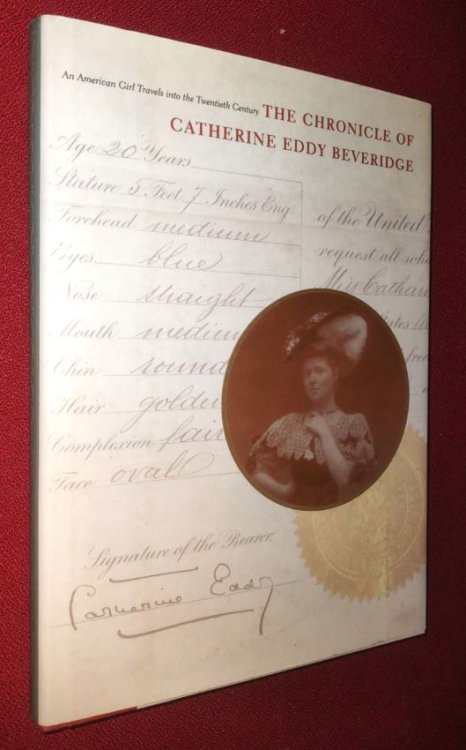 An American Girl Travels into the Twentieth Century THE CHRONICLE OF
CATHERINE EDDY BEVERIDGE
Age 20 Years
Stature 5 Feet 7 Inches Eng.
Forehead medium
Eyes blue
Nose straight
Mouth medium
Chin round
Hair golden
Complexion fair
Face oval
of the United
request all who
Signature of the Bearer
Catherine Eddy